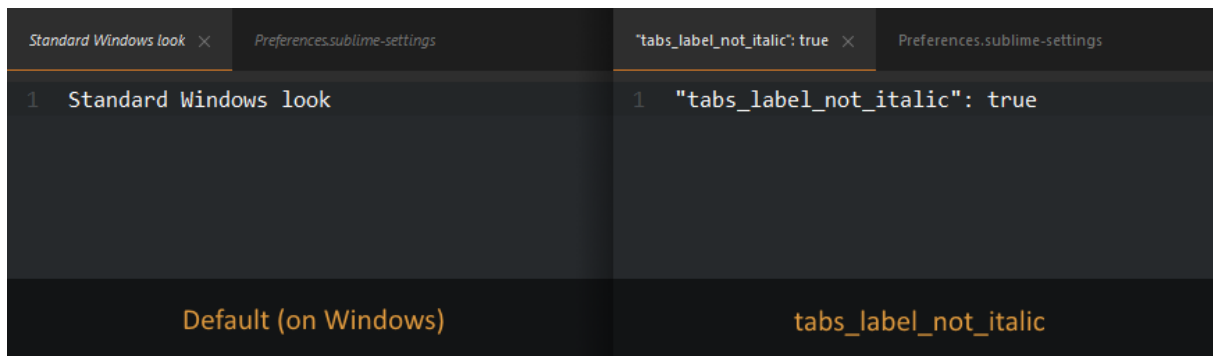 Standard Windows look × Preferences.sublime-settings
1 Standard Windows look
Default (on Windows)
"tabs_label_not_italic": true × Preferences.sublime-settings
1 "tabs_label_not_italic": true
tabs_label_not_italic